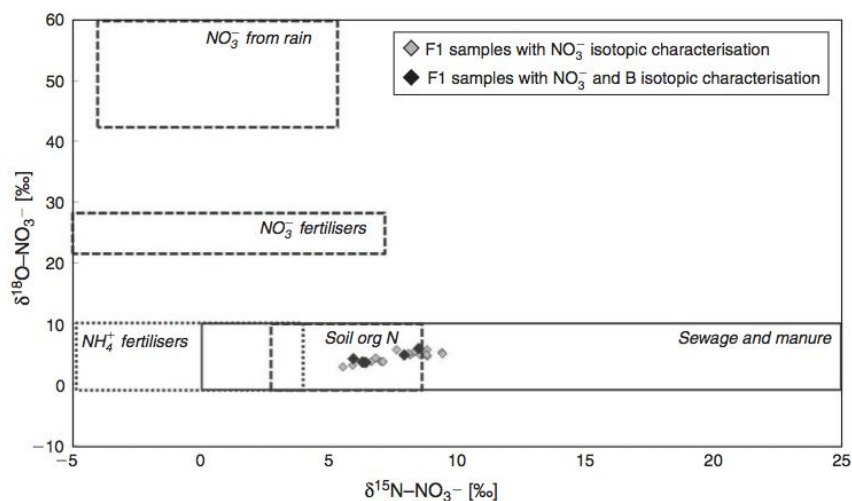 60
50
40
30
20
10
0
−10
δ¹⁸O–NO₃⁻ [‰]
NO₃⁻ from rain
F1 samples with NO₃⁻ isotopic characterisation
F1 samples with NO₃⁻ and B isotopic characterisation
NO₃⁻ fertilisers
NH₄⁺ fertilisers
Soil org N
Sewage and manure
−5 0 5 10 15 20 25
δ¹⁵N–NO₃⁻ [‰]